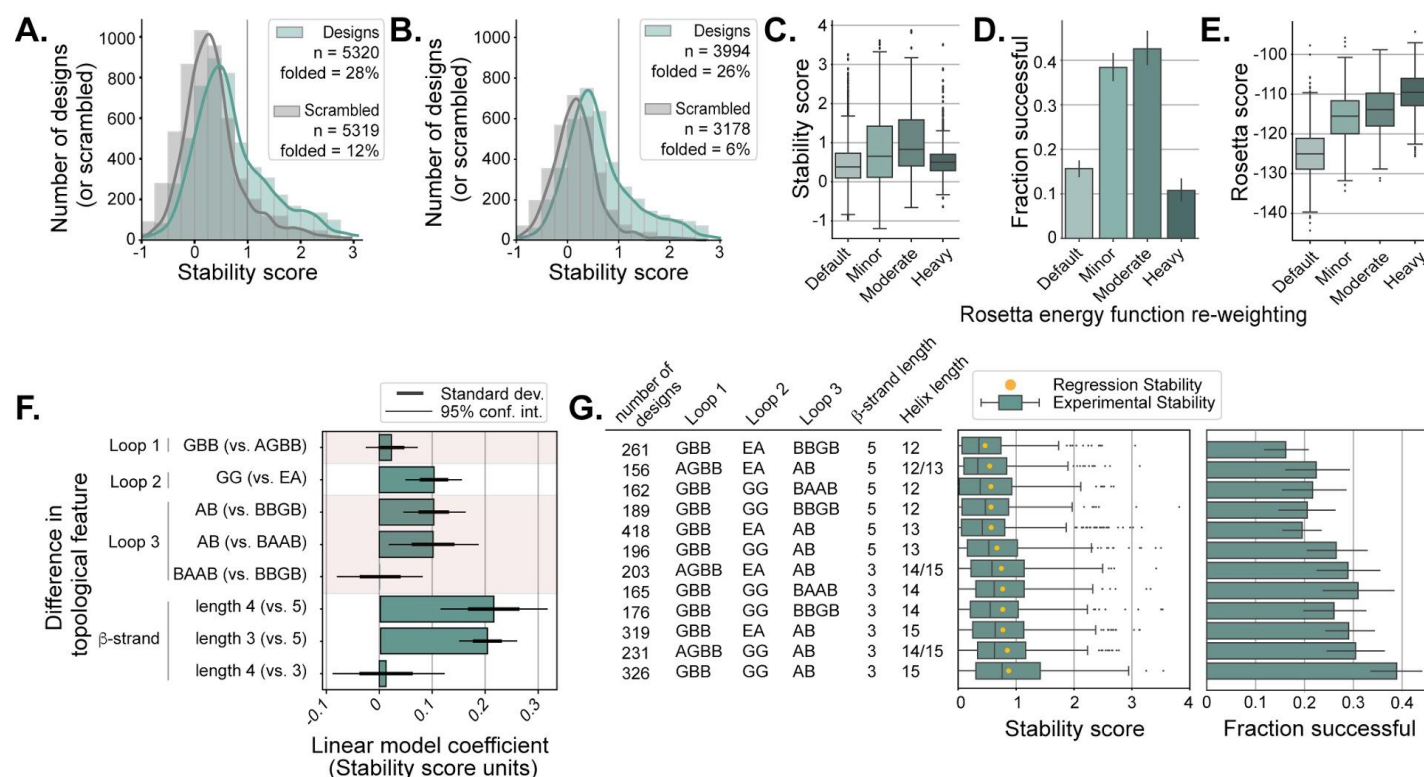 A.
Number of designs
(or scrambled)
1000
800
600
400
200
0
-1 0 1 2 3
Stability score
Designs
n = 5320
folded = 28%
Scrambled
n = 5319
folded = 12%
B.
Number of designs
(or scrambled)
1000
800
600
400
200
0
-1 0 1 2 3
Stability score
Designs
n = 3994
folded = 26%
Scrambled
n = 3178
folded = 6%
C.
Stability score
4
3
2
1
0
-1
Default Minor Moderate Heavy
D.
Fraction successful
0.4
0.3
0.2
0.1
0
Default Minor Moderate Heavy
E.
Rosetta score
-100
-110
-120
-130
-140
Default Minor Moderate Heavy
Rosetta energy function re-weighting
F.
Standard dev.
95% conf. int.
Difference in
topological feature
Loop 1 GBB (vs. AGBB)
Loop 2 GG (vs. EA)
AB (vs. BBGB)
Loop 3 AB (vs. BAAB)
BAAB (vs. BBGB)
length 4 (vs. 5)
β-strand length 3 (vs. 5)
length 4 (vs. 3)
-0.1 0 0.1 0.2 0.3
Linear model coefficient
(Stability score units)
G.
number of designs Loop 1 Loop 2 Loop 3 β-strand length Helix length
261 GBB EA BBGB 5 12
156 AGBB EA AB 5 12/13
162 GBB GG BAAB 5 12
189 GBB GG BBGB 5 12
418 GBB EA AB 5 13
196 GBB GG AB 5 13
203 AGBB EA AB 3 14/15
165 GBB GG BAAB 3 14
176 GBB GG BBGB 3 14
319 GBB EA AB 3 15
231 AGBB GG AB 3 14/15
326 GBB GG AB 3 15
Regression Stability
Experimental Stability
0 1 2 3 4
Stability score
0 0.1 0.2 0.3 0.4
Fraction successful